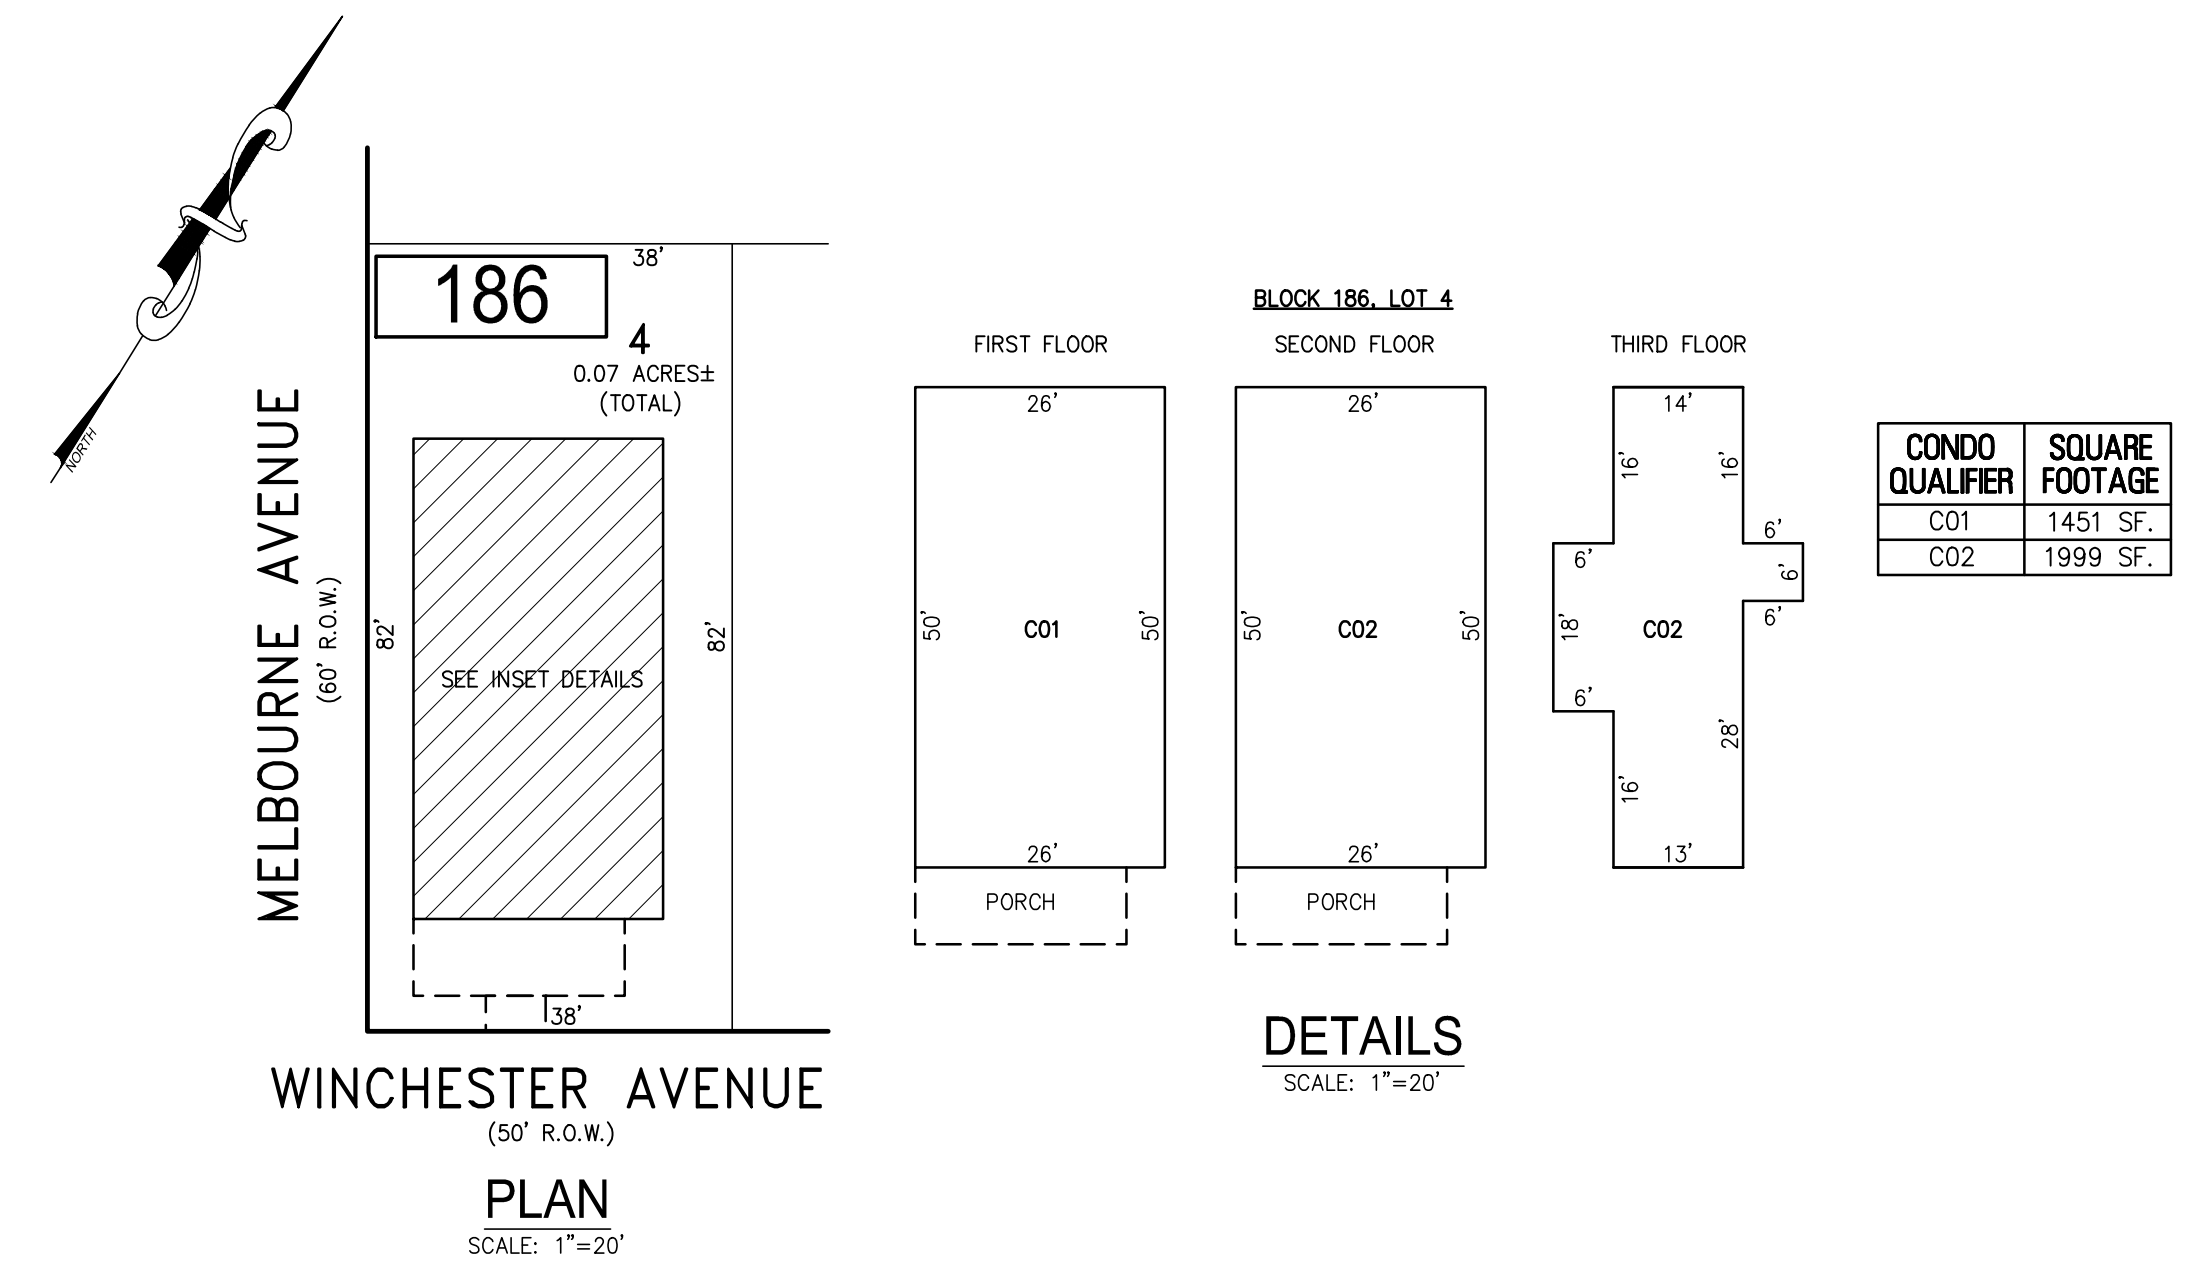 NORTH
38'
186
4
0.07 ACRES±
(TOTAL)
MELBOURNE AVENUE
(60' R.O.W.)
82'
82'
SEE INSET DETAILS
38'
WINCHESTER AVENUE
(50' R.O.W.)
PLAN
SCALE: 1"=20'
BLOCK 186, LOT 4
FIRST FLOOR
26'
50'
C01
50'
26'
PORCH
SECOND FLOOR
26'
50'
C02
50'
26'
PORCH
THIRD FLOOR
14'
16'
16'
6'
6'
6'
6'
18'
C02
6'
28'
16'
13'
DETAILS
SCALE: 1"=20'
CONDO QUALIFIER
SQUARE FOOTAGE
C01 1451 SF.
C02 1999 SF.